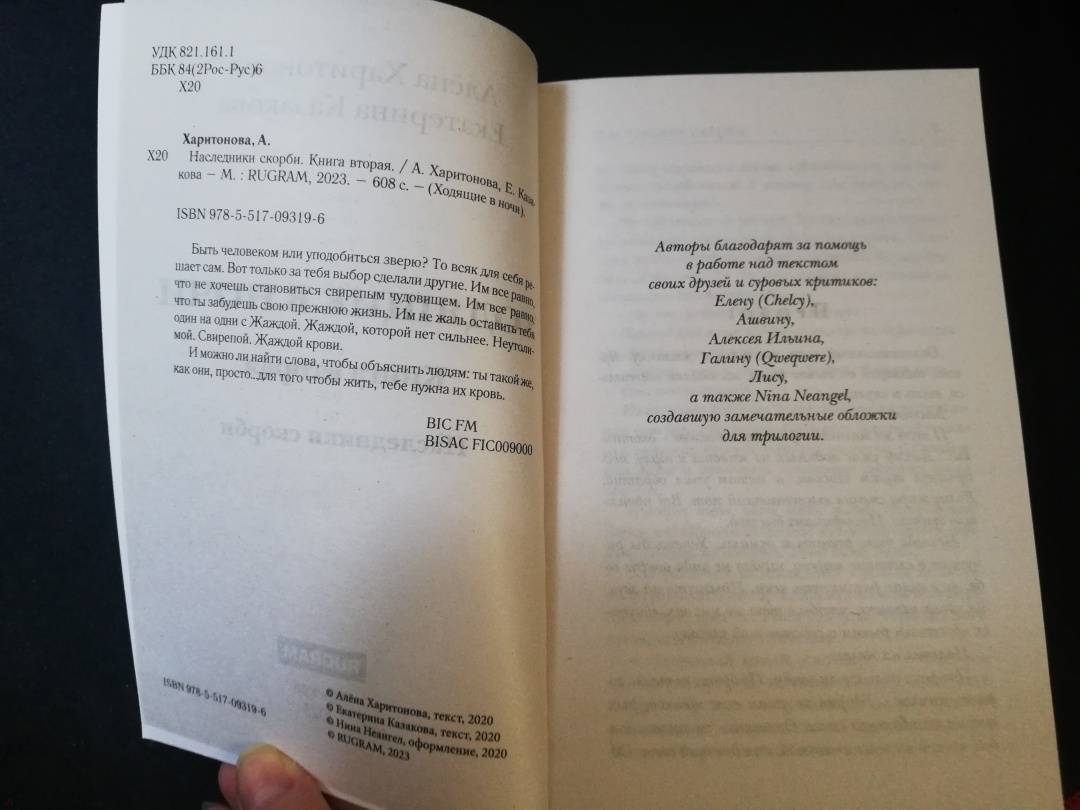 УДК 821.161.1
ББК 84(2Рос-Рус)6
Х20
Харитонова, А.
Х20 Наследники скорби. Книга вторая. / А. Харитонова, Е. Каза-
кова – М. : RUGRAM, 2023. – 608 с. – (Ходящие в ночи).
ISBN 978-5-517-09319-6
Быть человеком или уподобиться зверю? То всяк для себя ре-
шает сам. Вот только за тебя выбор сделали другие. Им все равно,
что не хочешь становиться свирепым чудовищем. Им все равно,
что ты забудешь свою прежнюю жизнь. Им не жаль оставить тебя
один на одни с Жаждой. Жаждой, которой нет сильнее. Неутоли-
мой. Свирепой. Жаждой крови.
И можно ли найти слова, чтобы объяснить людям: ты такой же,
как они, просто..для того чтобы жить, тебе нужна их кровь.
BIC FM
BISAC FIC009000
ISBN 978-5-517-09319-6
© Алёна Харитонова, текст, 2020
© Екатерина Казакова, текст, 2020
© Нина Неангел, оформление, 2020
© RUGRAM, 2023
Авторы благодарят за помощь
в работе над текстом
своих друзей и суровых критиков:
Елену (Chelcy),
Ашвину,
Алексея Ильина,
Галину (Qweqwere),
Лису,
а также Nina Neangel,
создавшую замечательные обложки
для трилогии.